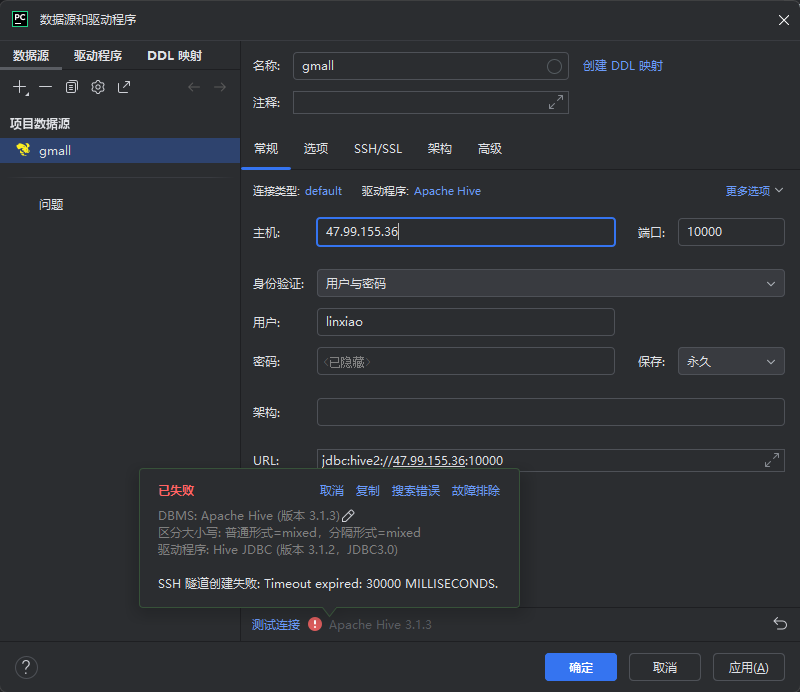 PC 数据源和驱动程序
数据源 驱动程序 DDL 映射
项目数据源
gmall
问题
名称: gmall 创建 DDL 映射
注释:
常规 选项 SSH/SSL 架构 高级
连接类型: default 驱动程序: Apache Hive 更多选项
主机: 47.99.155.36 端口: 10000
身份验证: 用户与密码
用户: linxiao
密码: <已隐藏> 保存: 永久
架构:
URL: jdbc:hive2://47.99.155.36:10000
已失败 取消 复制 搜索错误 故障排除
DBMS: Apache Hive (版本 3.1.3)
区分大小写: 普通形式=mixed，分隔形式=mixed
驱动程序: Hive JDBC (版本 3.1.2，JDBC3.0)
SSH 隧道创建失败: Timeout expired: 30000 MILLISECONDS.
测试连接 Apache Hive 3.1.3
? 确定 取消 应用(A)